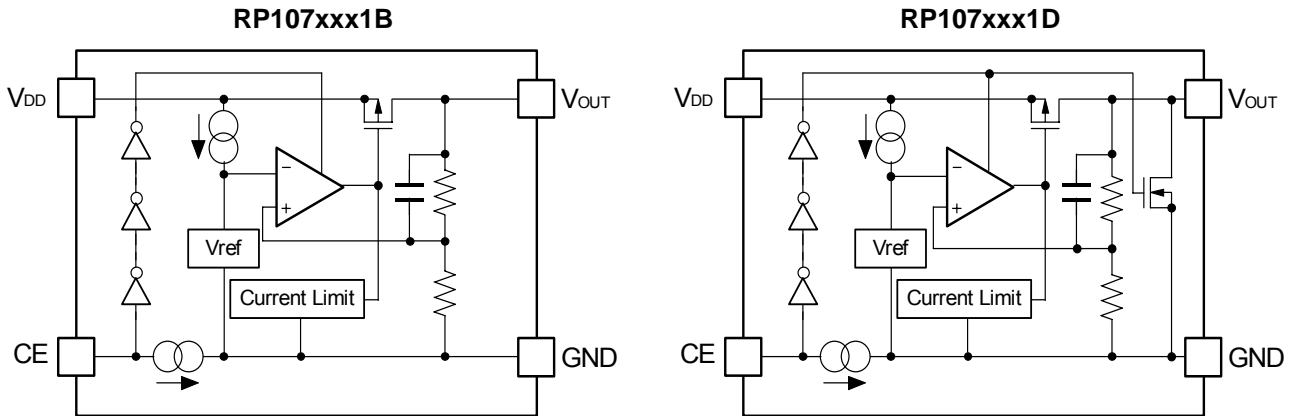 RP107xxx1B
VDD
VOUT
−
+
Vref
Current Limit
CE
GND
RP107xxx1D
VDD
VOUT
−
+
Vref
Current Limit
CE
GND